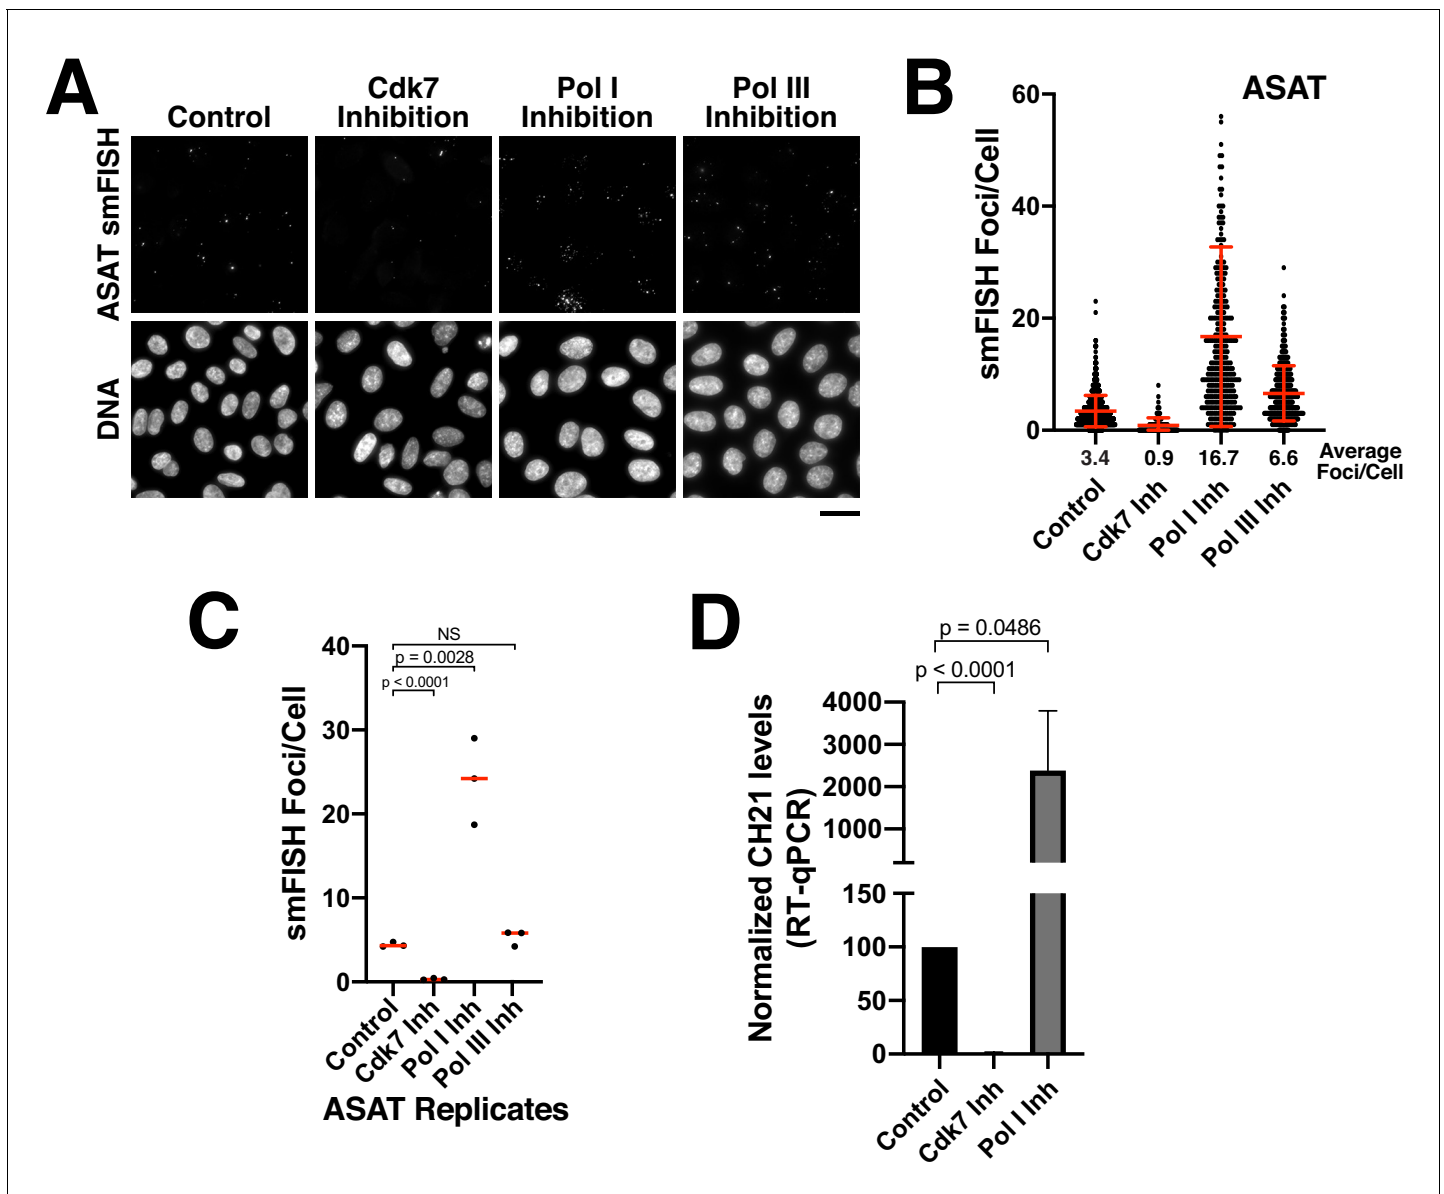 A
Control
Cdk7
Inhibition
Pol I
Inhibition
Pol III
Inhibition
ASAT smFISH
DNA
B
ASAT
smFISH Foci/Cell
60
40
20
0
3.4
0.9
16.7
6.6
Average
Foci/Cell
Control
Cdk7 Inh
Pol I Inh
Pol III Inh
C
smFISH Foci/Cell
40
30
20
10
0
NS
p = 0.0028
p < 0.0001
Control
Cdk7 Inh
Pol I Inh
Pol III Inh
ASAT Replicates
D
p = 0.0486
p < 0.0001
Normalized CH21 levels
(RT-qPCR)
4000
3000
2000
1000
150
100
50
0
Control
Cdk7 Inh
Pol I Inh